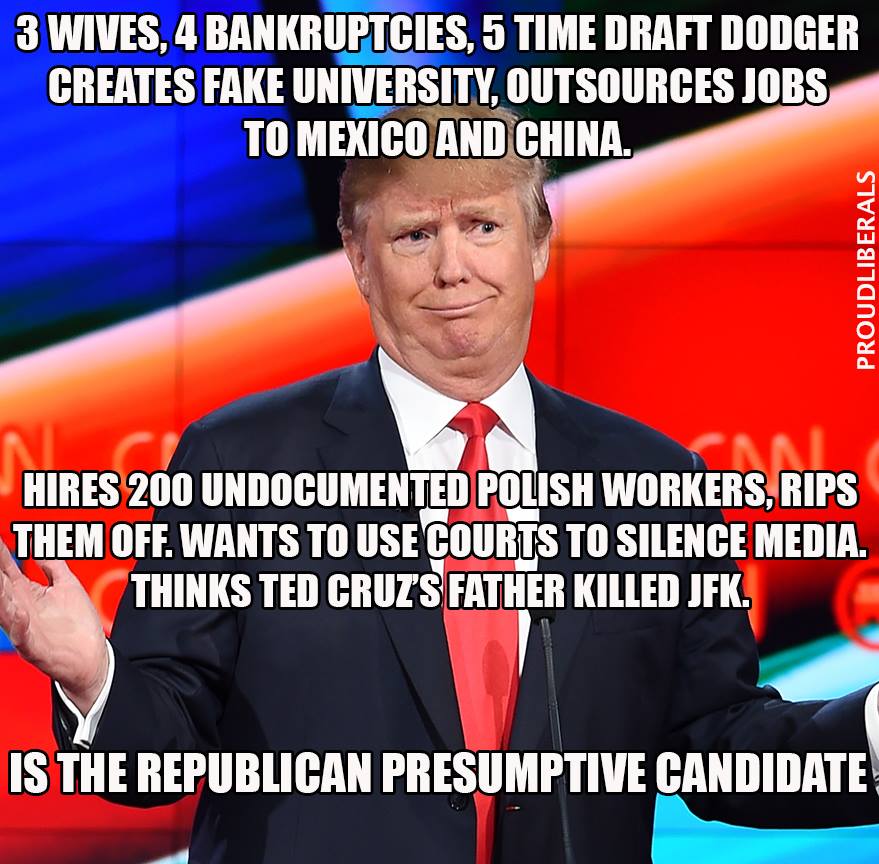 3 WIVES, 4 BANKRUPTCIES, 5 TIME DRAFT DODGER
CREATES FAKE UNIVERSITY, OUTSOURCES JOBS
TO MEXICO AND CHINA.
PROUDLIBERALS
CNN
HIRES 200 UNDOCUMENTED POLISH WORKERS, RIPS
THEM OFF. WANTS TO USE COURTS TO SILENCE MEDIA.
THINKS TED CRUZ'S FATHER KILLED JFK.
IS THE REPUBLICAN PRESUMPTIVE CANDIDATE